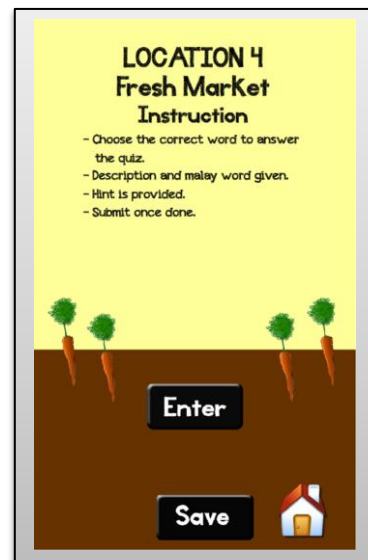 LOCATION 4
Fresh Market
Instruction
- Choose the correct word to answer
the quiz.
- Description and malay word given.
- Hint is provided.
- Submit once done.
Enter
Save